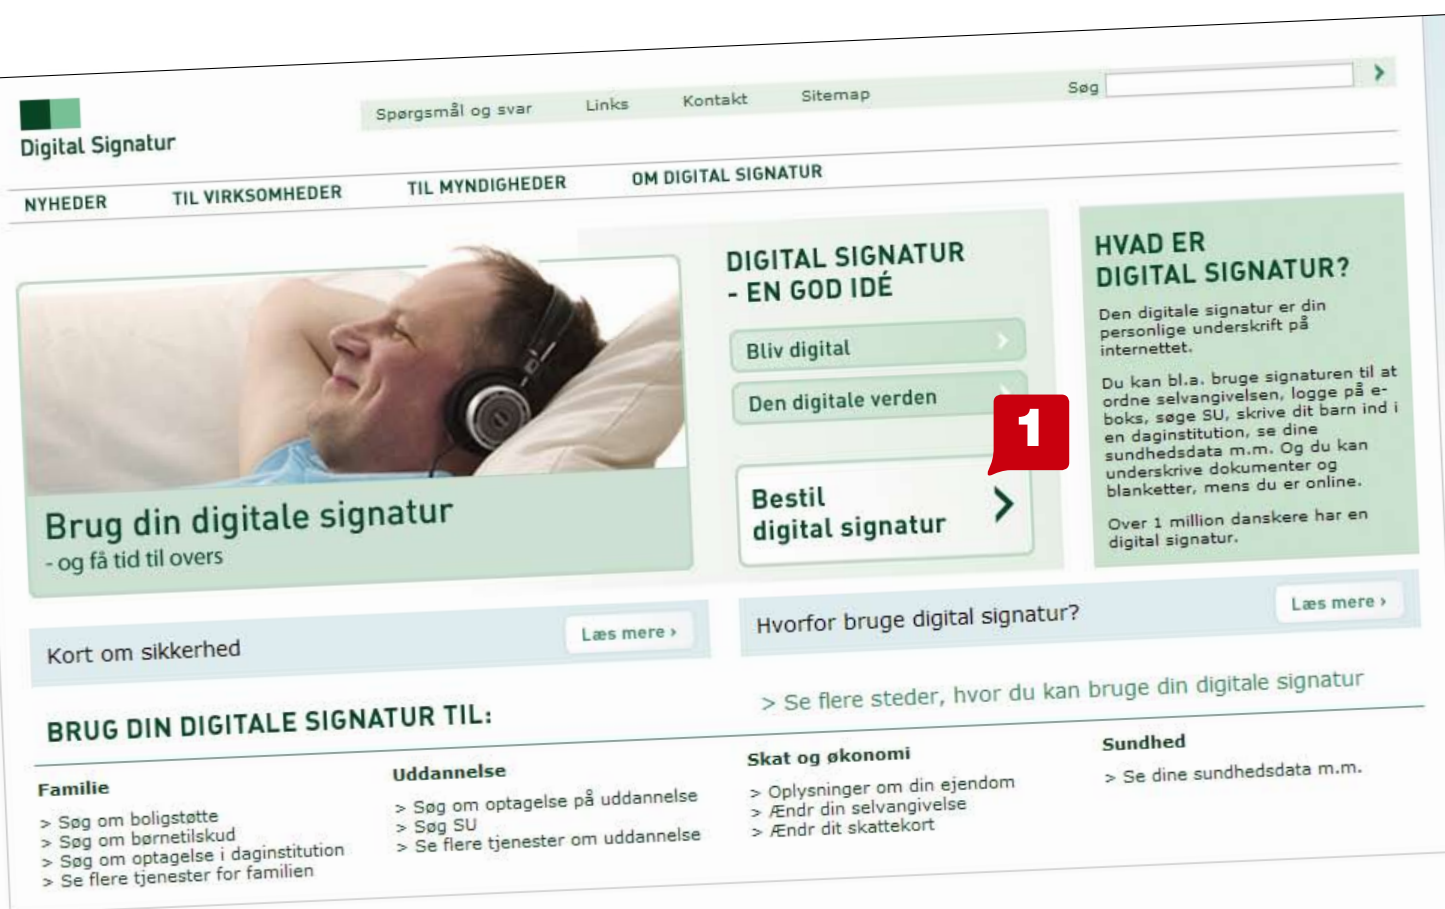 Digital Signatur
Spørgsmål og svar
Links
Kontakt
Sitemap
Søg
NYHEDER
TIL VIRKSOMHEDER
TIL MYNDIGHEDER
OM DIGITAL SIGNATUR
Brug din digitale signatur
- og få tid til overs
DIGITAL SIGNATUR
- EN GOD IDÉ
Bliv digital
Den digitale verden
1
Bestil
digital signatur
HVAD ER
DIGITAL SIGNATUR?
Den digitale signatur er din
personlige underskrift på
internettet.
Du kan bl.a. bruge signaturen til at
ordne selvangivelsen, logge på e-
boks, søge SU, skrive dit barn ind i
en daginstitution, se dine
sundhedsdata m.m. Og du kan
underskrive dokumenter og
blanketter, mens du er online.
Over 1 million danskere har en
digital signatur.
Kort om sikkerhed
Læs mere ›
Hvorfor bruge digital signatur?
Læs mere ›
BRUG DIN DIGITALE SIGNATUR TIL:
> Se flere steder, hvor du kan bruge din digitale signatur
Familie
> Søg om boligstøtte
> Søg om børnetilskud
> Søg om optagelse i daginstitution
> Se flere tjenester for familien
Uddannelse
> Søg om optagelse på uddannelse
> Søg SU
> Se flere tjenester om uddannelse
Skat og økonomi
> Oplysninger om din ejendom
> Ændr din selvangivelse
> Ændr dit skattekort
Sundhed
> Se dine sundhedsdata m.m.